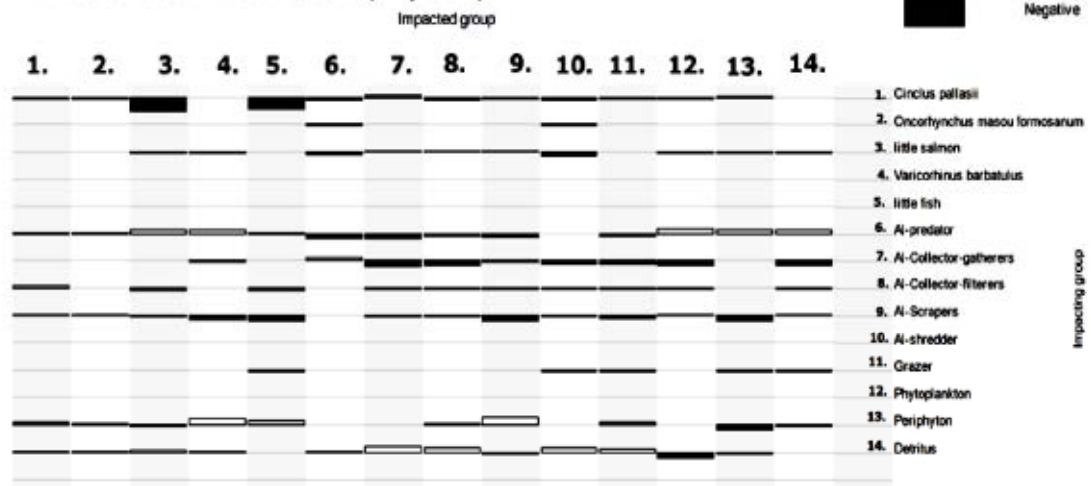 Impacted group
Negative
1. 2. 3. 4. 5. 6. 7. 8. 9. 10. 11. 12. 13. 14.
1. Cinclus pallasii
2. Oncorhynchus masou formosanum
3. little salmon
4. Varicorhinus barbatulus
5. little fish
6. AI-predator
7. AI-Collector-gatherers
8. AI-Collector-filterers
9. AI-Scrapers
10. AI-shredder
11. Grazer
12. Phytoplankton
13. Periphyton
14. Detritus
Impacting group